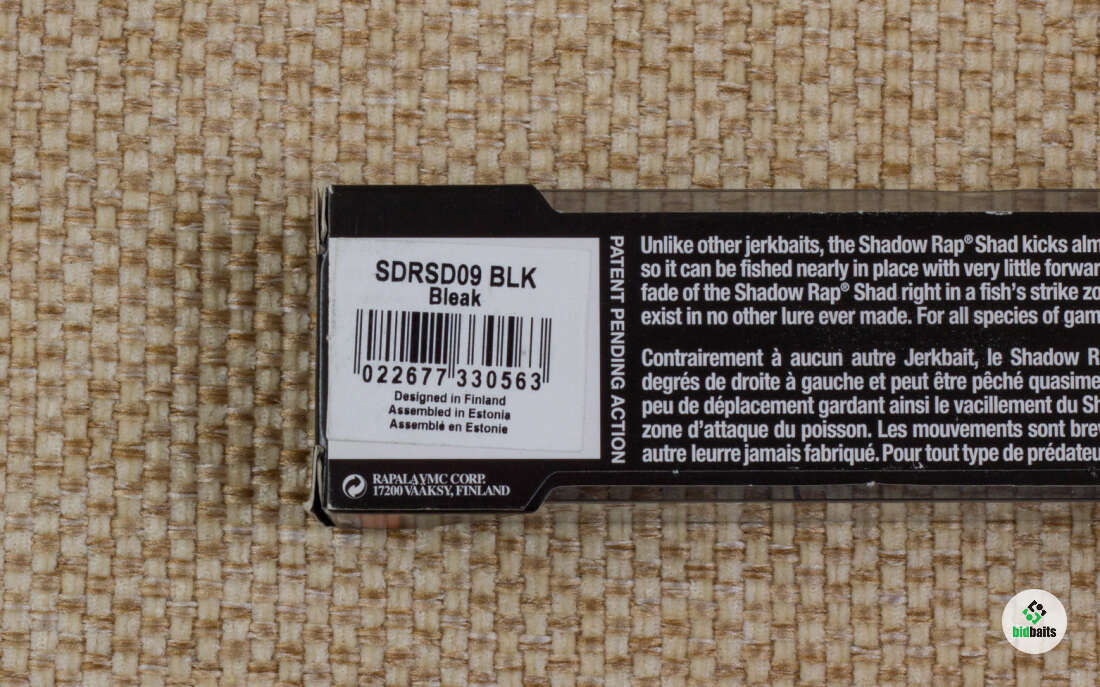 SDRSD09 BLK
Bleak
022677 330563
Designed in Finland
Assembled in Estonia
Assemblé en Estonie
RAPALA VMC CORP.
17200 VÄÄKSY, FINLAND
PATENT PENDING ACTION
Unlike other jerkbaits, the Shadow Rap® Shad kicks alm
so it can be fished nearly in place with very little forwar
fade of the Shadow Rap® Shad right in a fish's strike zo
exist in no other lure ever made. For all species of gam
Contrairement à aucun autre Jerkbait, le Shadow R
degrés de droite à gauche et peut être pêché quasime
peu de déplacement gardant ainsi le vacillement du Sh
zone d'attaque du poisson. Les mouvements sont brev
autre leurre jamais fabriqué. Pour tout type de prédateu
bidbaits